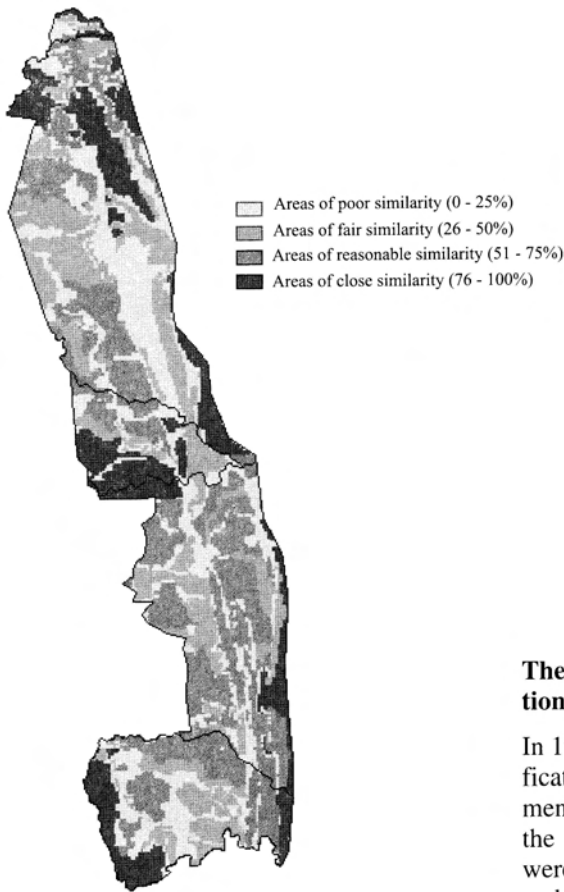 Areas of poor similarity (0 - 25%)
Areas of fair similarity (26 - 50%)
Areas of reasonable similarity (51 - 75%)
Areas of close similarity (76 - 100%)
The
tion
In 1
ficat
men
the
were